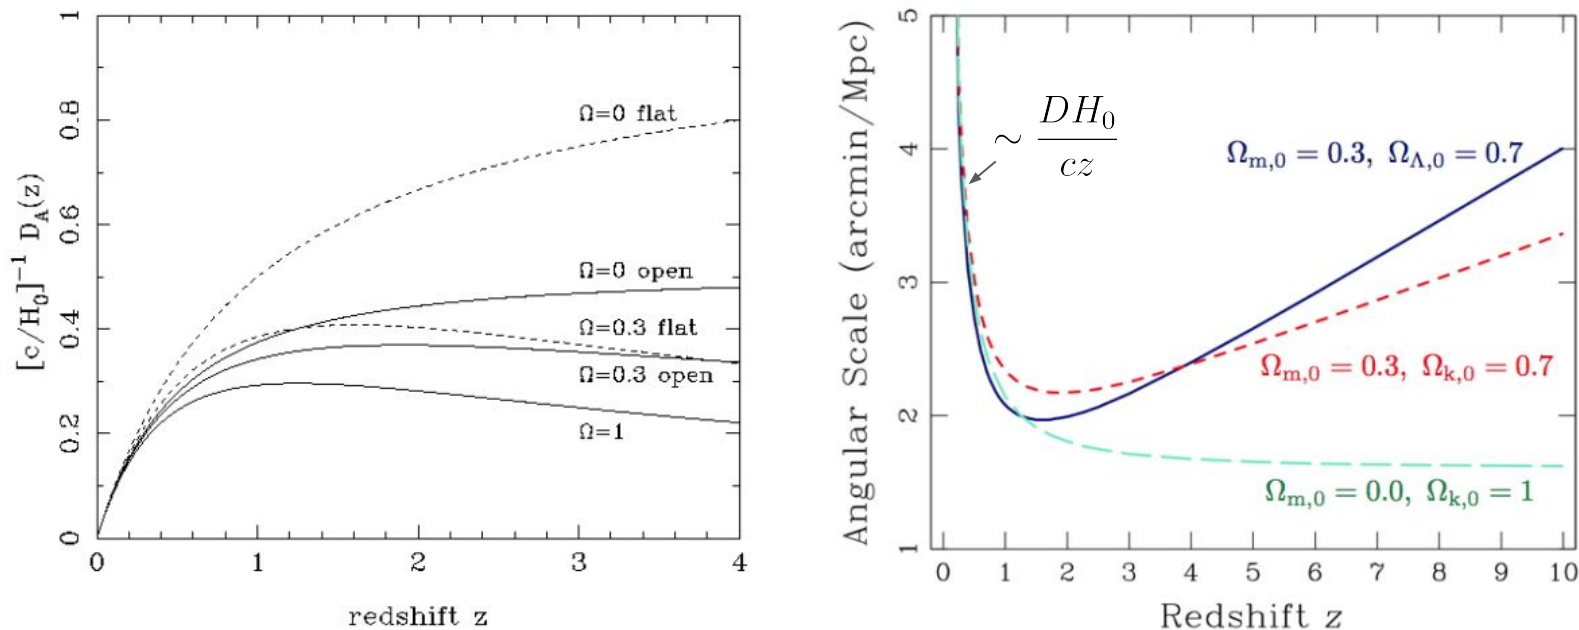 1
0.8
0.6
0.4
0.2
0
[c/H₀]⁻¹ D_A(z)
Ω=0 flat
Ω=0 open
Ω=0.3 flat
Ω=0.3 open
Ω=1
0 1 2 3 4
redshift z
5
4
3
2
1
Angular Scale (arcmin/Mpc)
∼ DH₀
cz
Ωm,0 = 0.3, ΩΛ,0 = 0.7
Ωm,0 = 0.3, Ωk,0 = 0.7
Ωm,0 = 0.0, Ωk,0 = 1
0 1 2 3 4 5 6 7 8 9 10
Redshift z